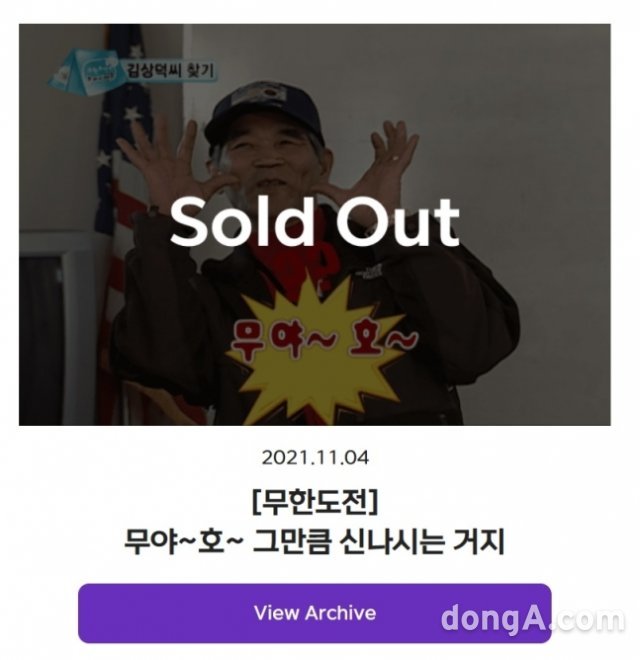 김상덕씨 찾기
Sold Out
무야~ 호~
2021.11.04
[무한도전]
무야~호~ 그만큼 신나시는 거지
View Archive
dongA.com